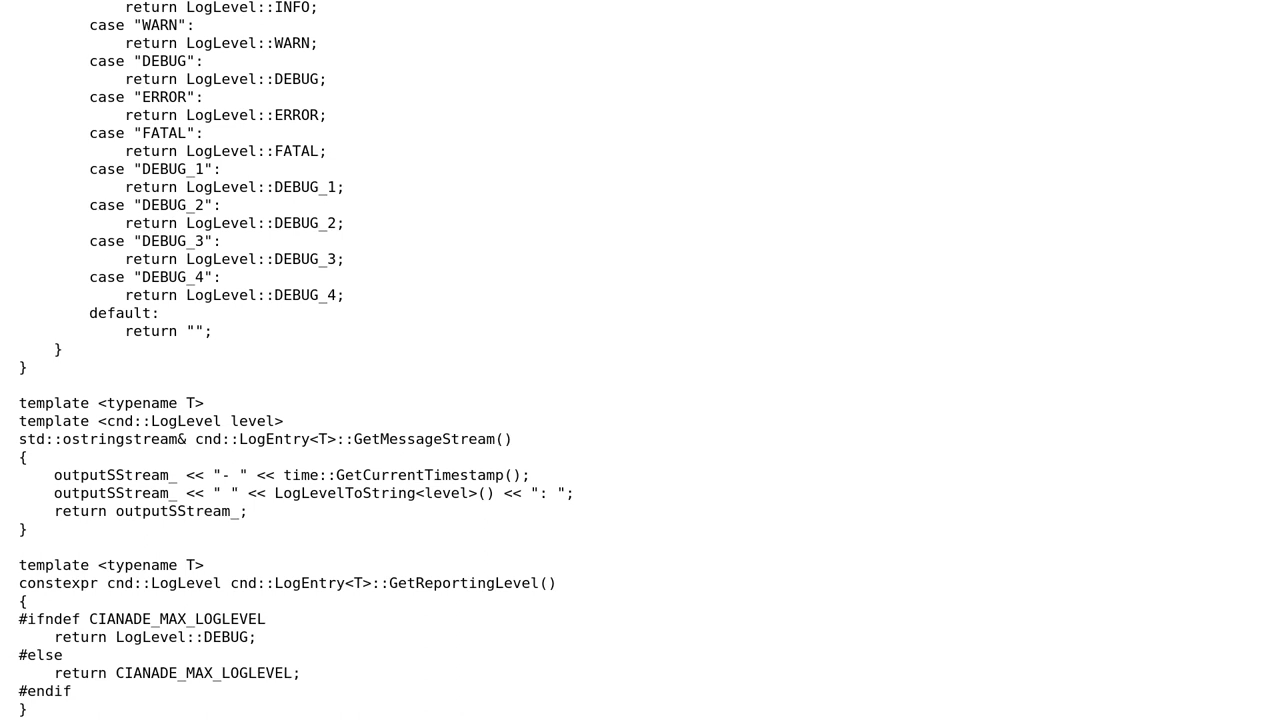 return LogLevel::INFO;
        case "WARN":
            return LogLevel::WARN;
        case "DEBUG":
            return LogLevel::DEBUG;
        case "ERROR":
            return LogLevel::ERROR;
        case "FATAL":
            return LogLevel::FATAL;
        case "DEBUG_1":
            return LogLevel::DEBUG_1;
        case "DEBUG_2":
            return LogLevel::DEBUG_2;
        case "DEBUG_3":
            return LogLevel::DEBUG_3;
        case "DEBUG_4":
            return LogLevel::DEBUG_4;
        default:
            return "";
    }
}

template <typename T>
template <cnd::LogLevel level>
std::ostringstream& cnd::LogEntry<T>::GetMessageStream()
{
    outputSStream_ << "- " << time::GetCurrentTimestamp();
    outputSStream_ << " " << LogLevelToString<level>() << ": ";
    return outputSStream_;
}

template <typename T>
constexpr cnd::LogLevel cnd::LogEntry<T>::GetReportingLevel()
{
#ifndef CIANADE_MAX_LOGLEVEL
    return LogLevel::DEBUG;
#else
    return CIANADE_MAX_LOGLEVEL;
#endif
}